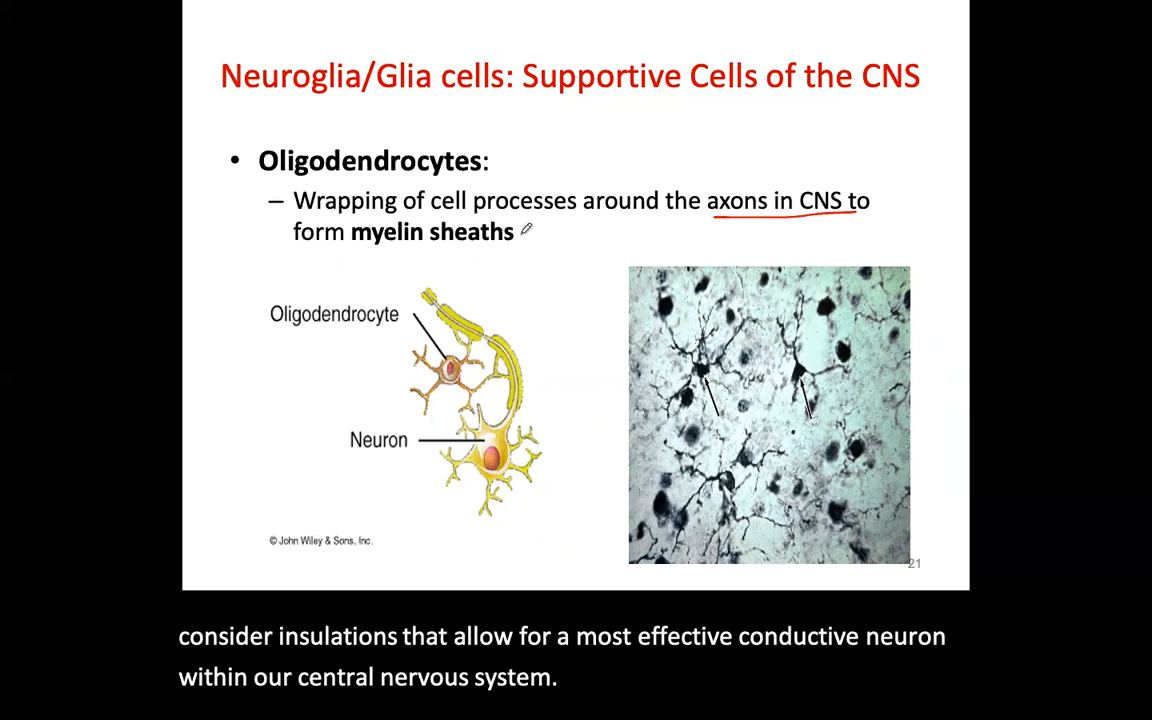 Neuroglia/Glia cells: Supportive Cells of the CNS
• Oligodendrocytes:
– Wrapping of cell processes around the axons in CNS to
form myelin sheaths
Oligodendrocyte
Neuron
© John Wiley & Sons, Inc.
21
consider insulations that allow for a most effective conductive neuron
within our central nervous system.